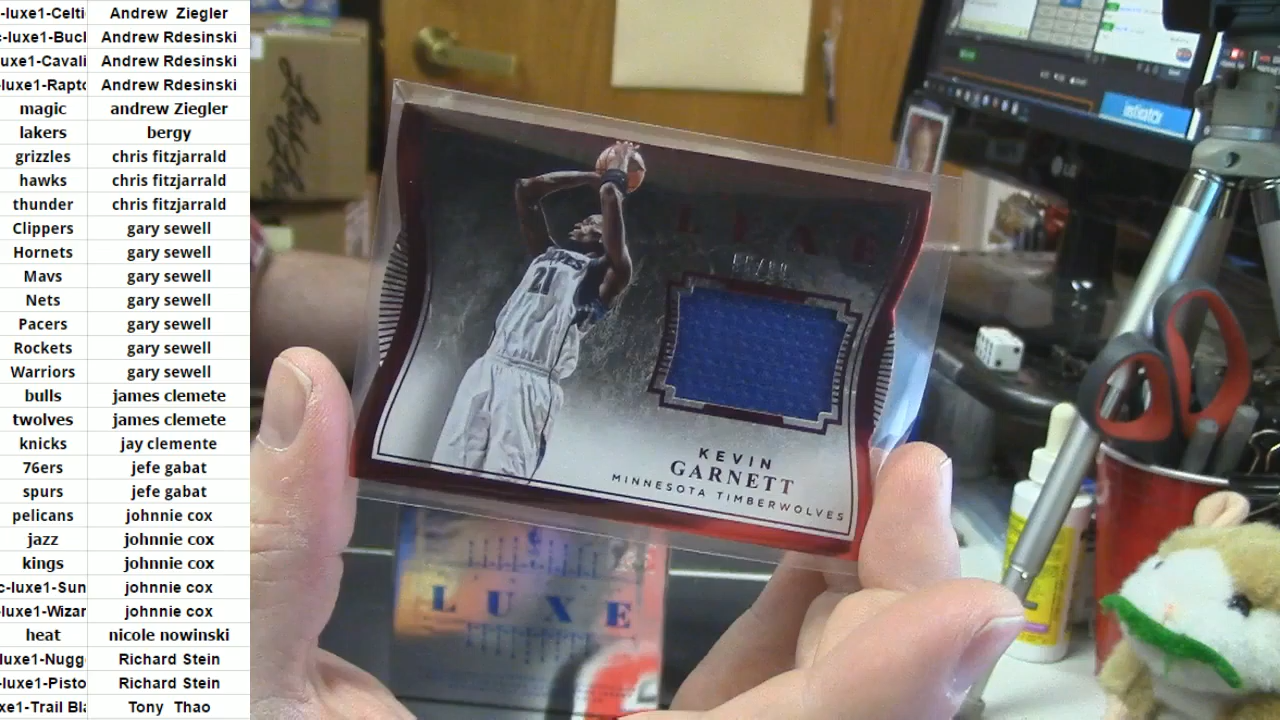 -luxe1-Celti Andrew Ziegler
c-luxe1-Bucl Andrew Rdesinski
uxe1-Cavali Andrew Rdesinski
-luxe1-Rapto Andrew Rdesinski
magic andrew Ziegler
lakers bergy
grizzles chris fitzjarrald
hawks chris fitzjarrald
thunder chris fitzjarrald
Clippers gary sewell
Hornets gary sewell
Mavs gary sewell
Nets gary sewell
Pacers gary sewell
Rockets gary sewell
Warriors gary sewell
bulls james clemete
twolves james clemete
knicks jay clemente
76ers jefe gabat
spurs jefe gabat
pelicans johnnie cox
jazz johnnie cox
kings johnnie cox
c-luxe1-Sun johnnie cox
-luxe1-Wizar johnnie cox
heat nicole nowinski
luxe1-Nugg Richard Stein
-luxe1-Pisto Richard Stein
xe1-Trail Bla Tony Thao
LUXE
21
KEVIN
GARNETT
MINNESOTA TIMBERWOLVES
LUXE